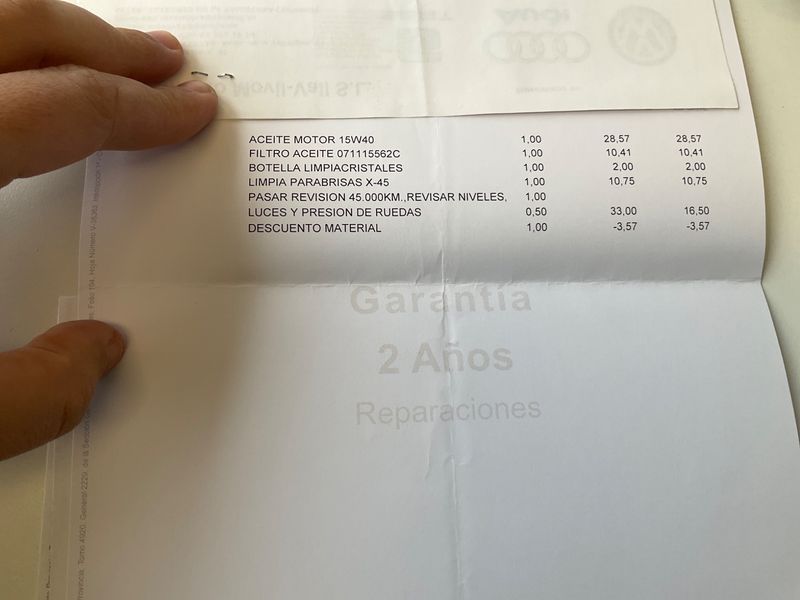 Audi
Movil-Vall S.L.
ACEITE MOTOR 15W40 1,00 28,57 28,57
FILTRO ACEITE 071115562C 1,00 10,41 10,41
BOTELLA LIMPIACRISTALES 1,00 2,00 2,00
LIMPIA PARABRISAS X-45 1,00 10,75 10,75
PASAR REVISION 45.000KM.,REVISAR NIVELES, 1,00
LUCES Y PRESION DE RUEDAS 0,50 33,00 16,50
DESCUENTO MATERIAL 1,00 -3,57 -3,57
Garantía
2 Años
Reparaciones